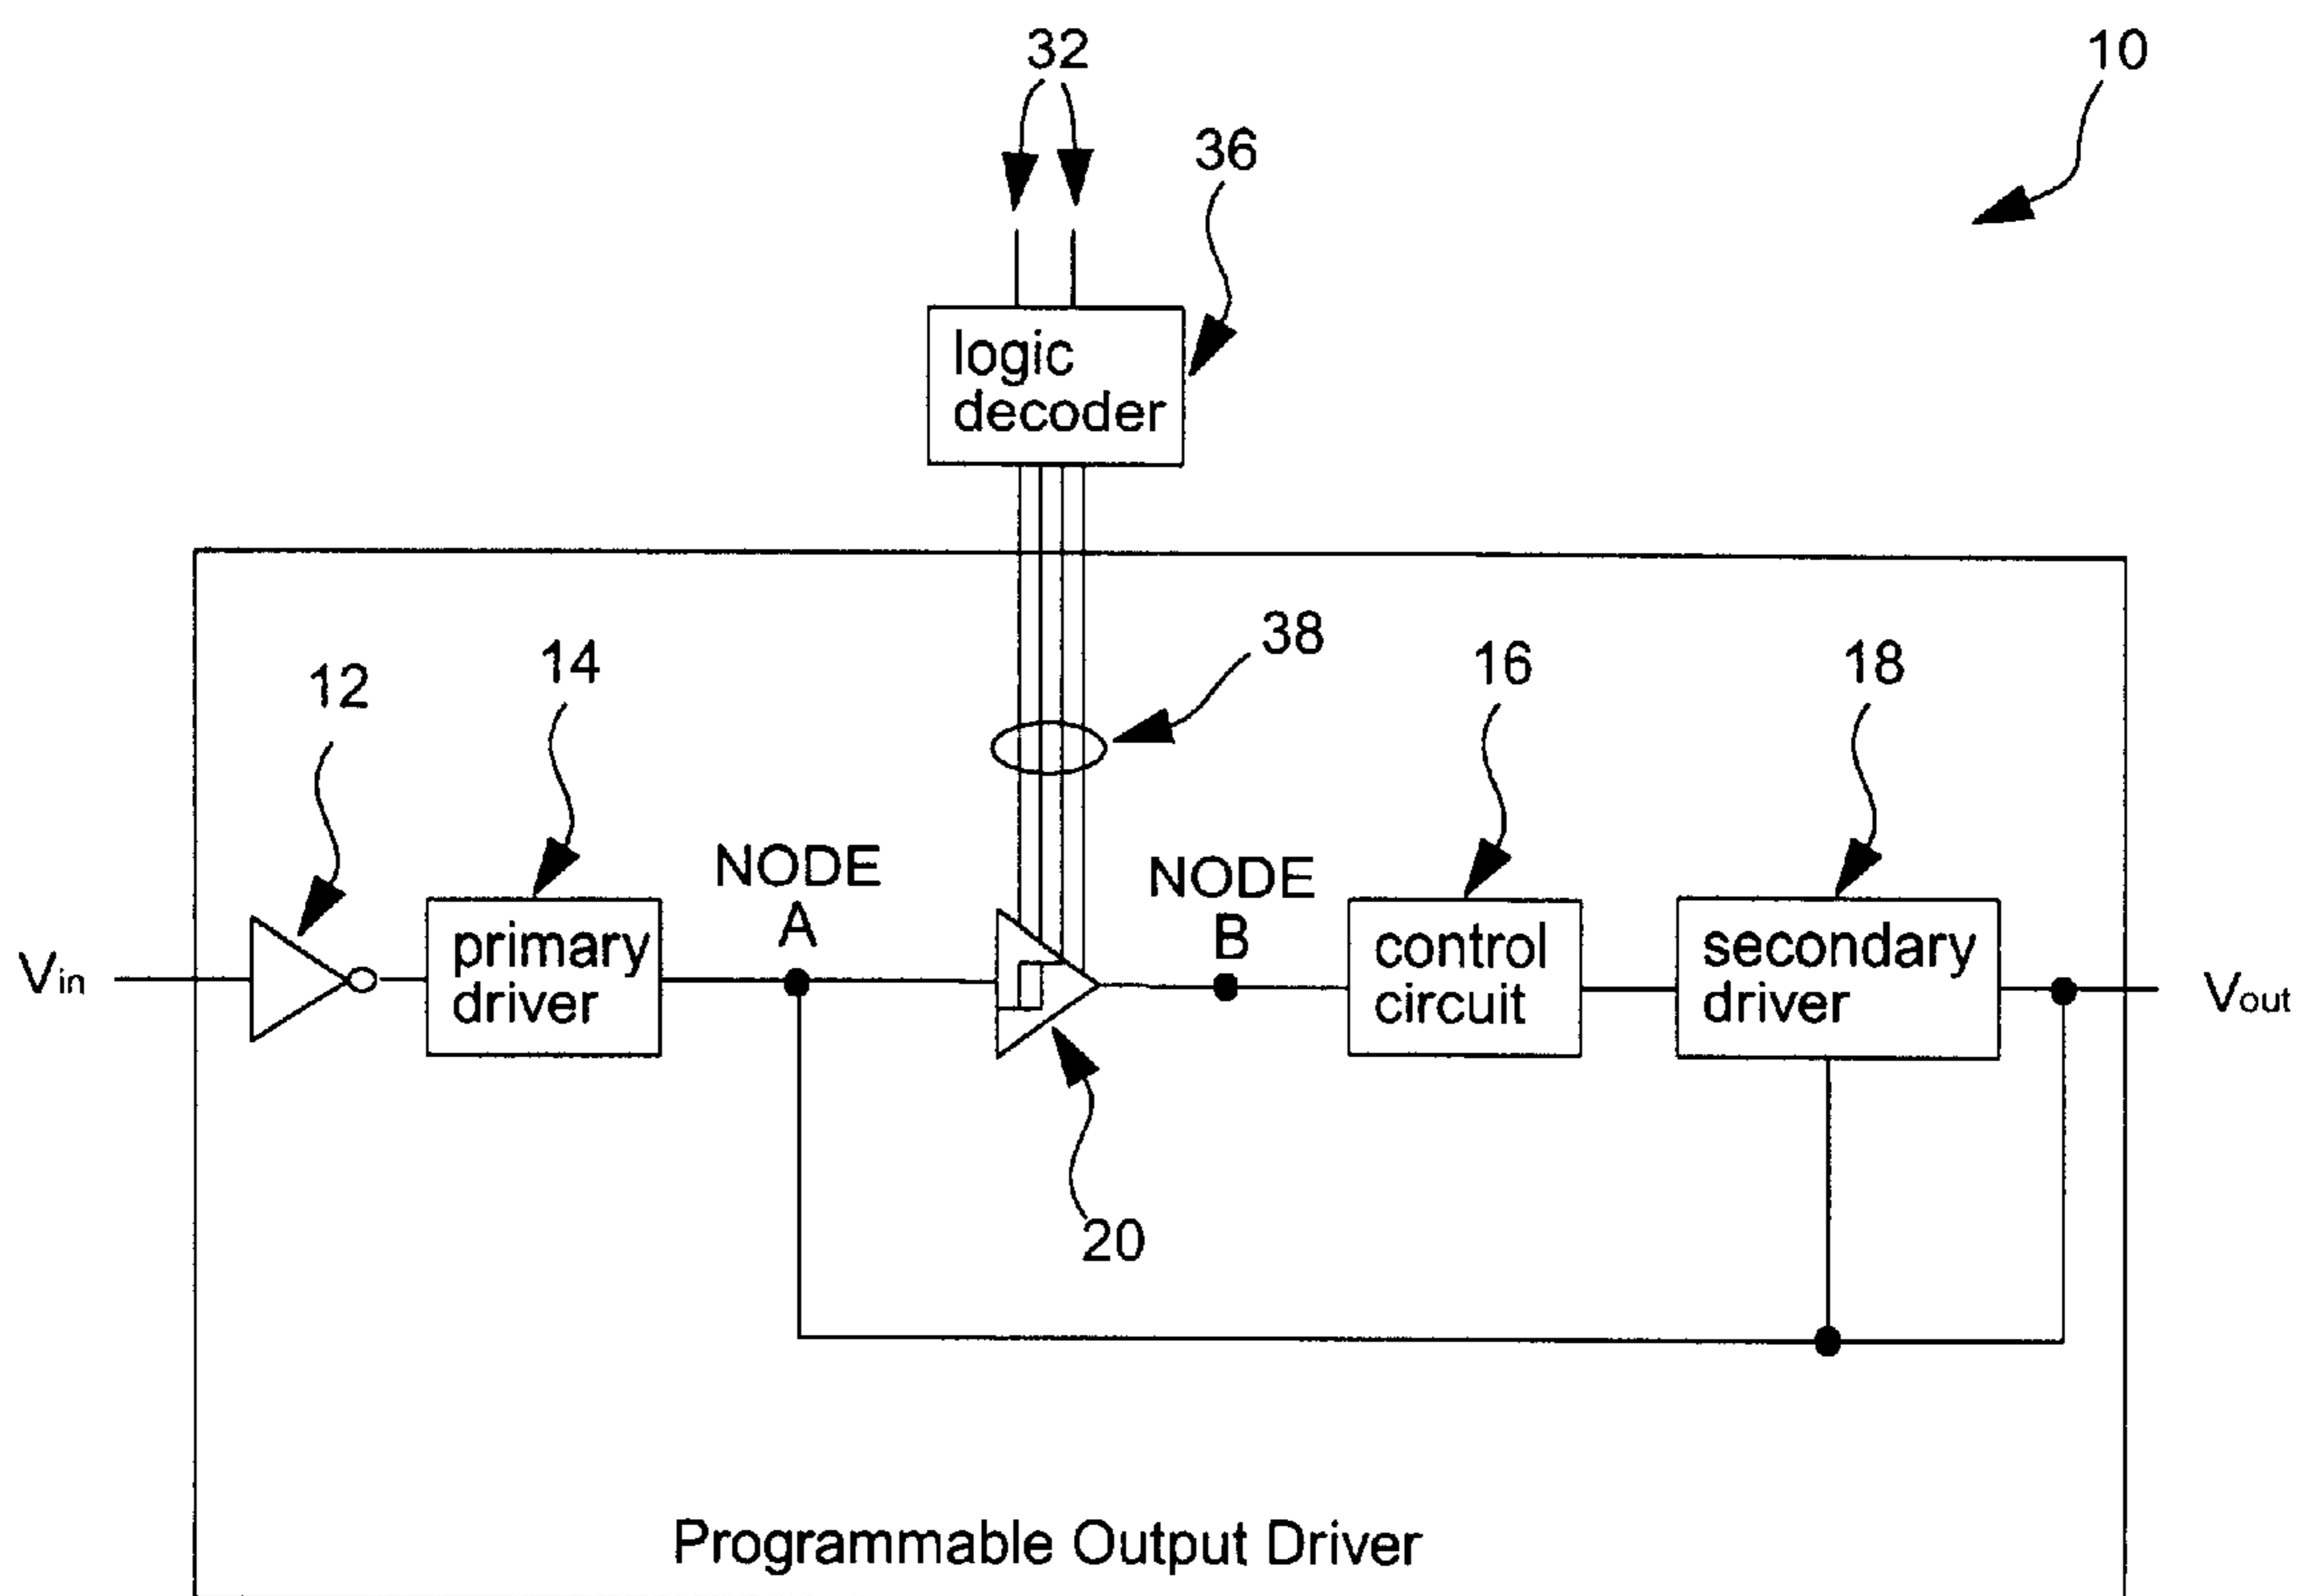 32
10
36
logic
decoder
38
12
14
16
18
NODE
A
NODE
B
Vin
primary
driver
control
circuit
secondary
driver
Vout
20
Programmable Output Driver